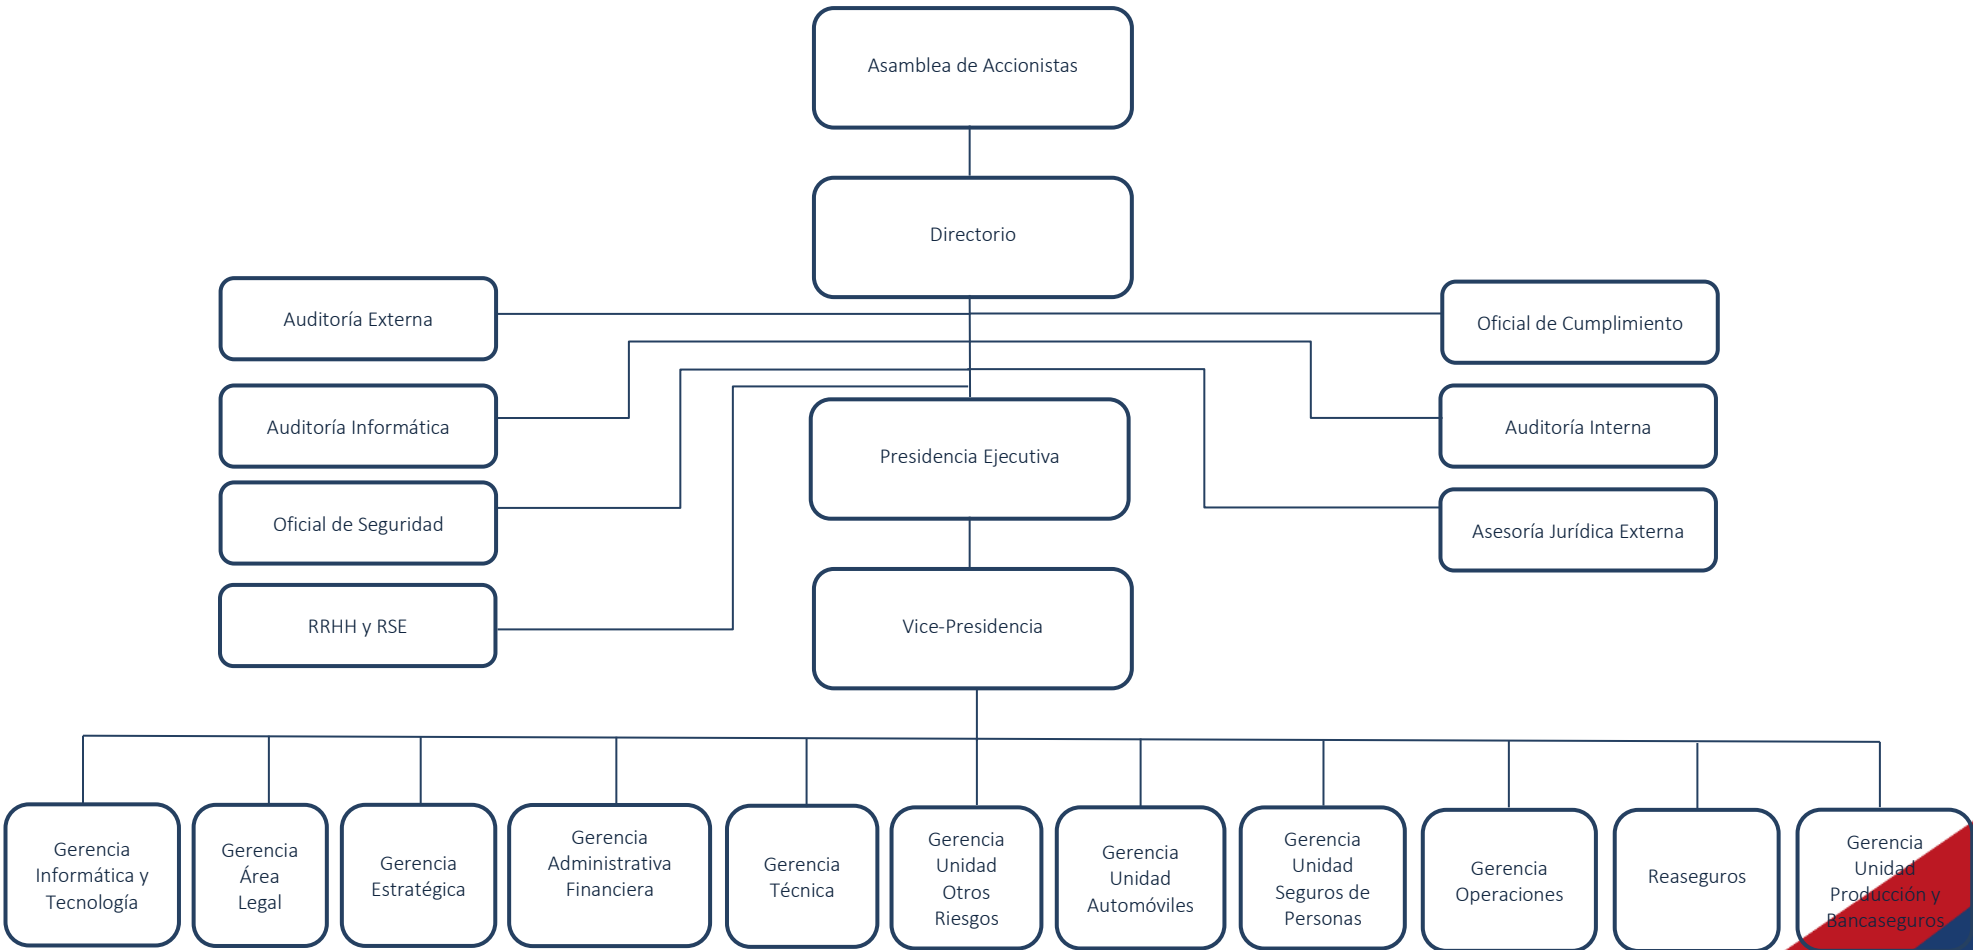 Asamblea de Accionistas
Directorio
Auditoría Externa
Oficial de Cumplimiento
Auditoría Informática
Auditoría Interna
Presidencia Ejecutiva
Oficial de Seguridad
Asesoría Jurídica Externa
RRHH y RSE
Vice-Presidencia
Gerencia
Informática y
Tecnología
Gerencia
Área
Legal
Gerencia
Estratégica
Gerencia
Administrativa
Financiera
Gerencia
Técnica
Gerencia
Unidad
Otros
Riesgos
Gerencia
Unidad
Automóviles
Gerencia
Unidad
Seguros de
Personas
Gerencia
Operaciones
Reaseguros
Gerencia
Unidad
Producción y
Bancaseguros